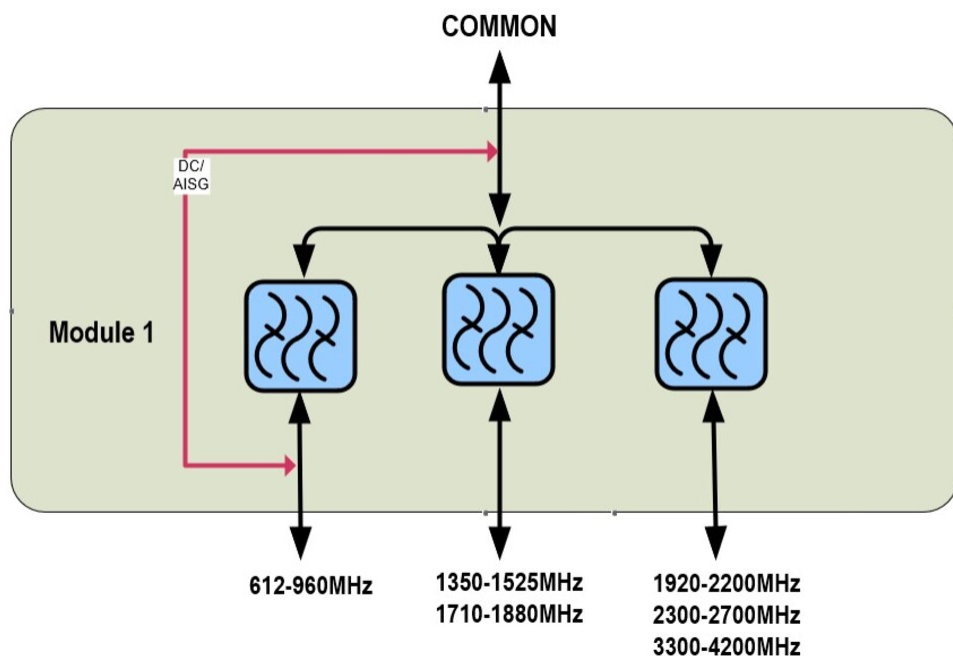 COMMON
DC/
AISG
Module 1
612-960MHz
1350-1525MHz
1710-1880MHz
1920-2200MHz
2300-2700MHz
3300-4200MHz